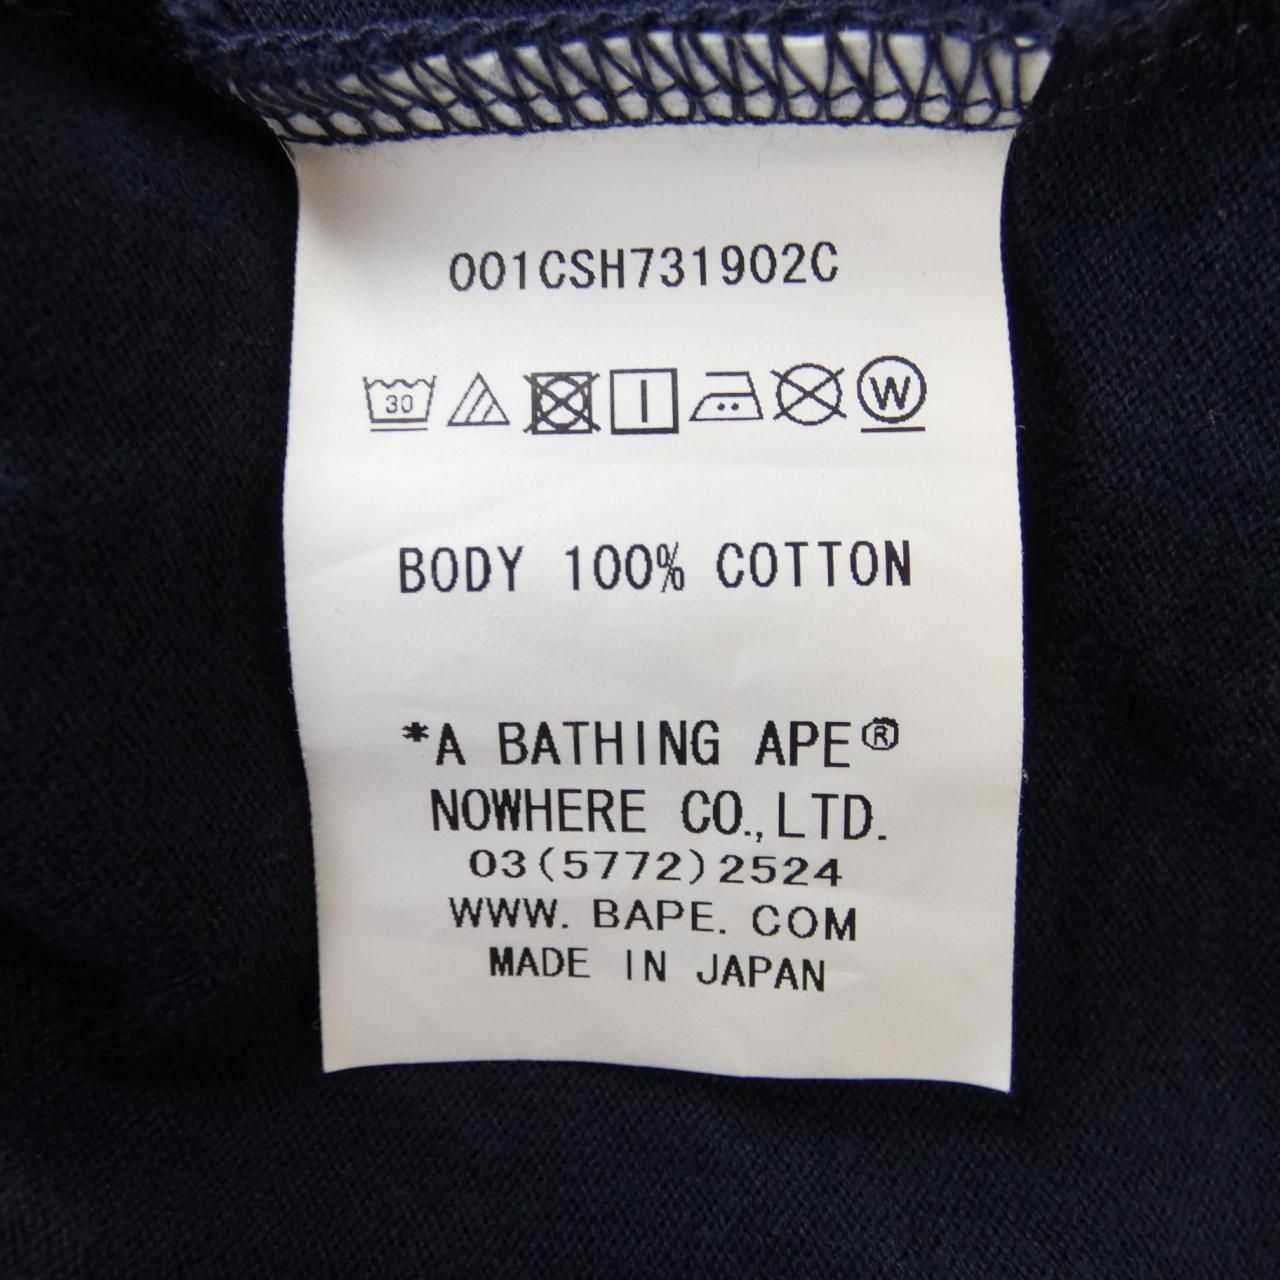 001CSH731902C
30 W
BODY 100% COTTON
*A BATHING APE®
NOWHERE CO.,LTD.
03(5772)2524
WWW. BAPE. COM
MADE IN JAPAN